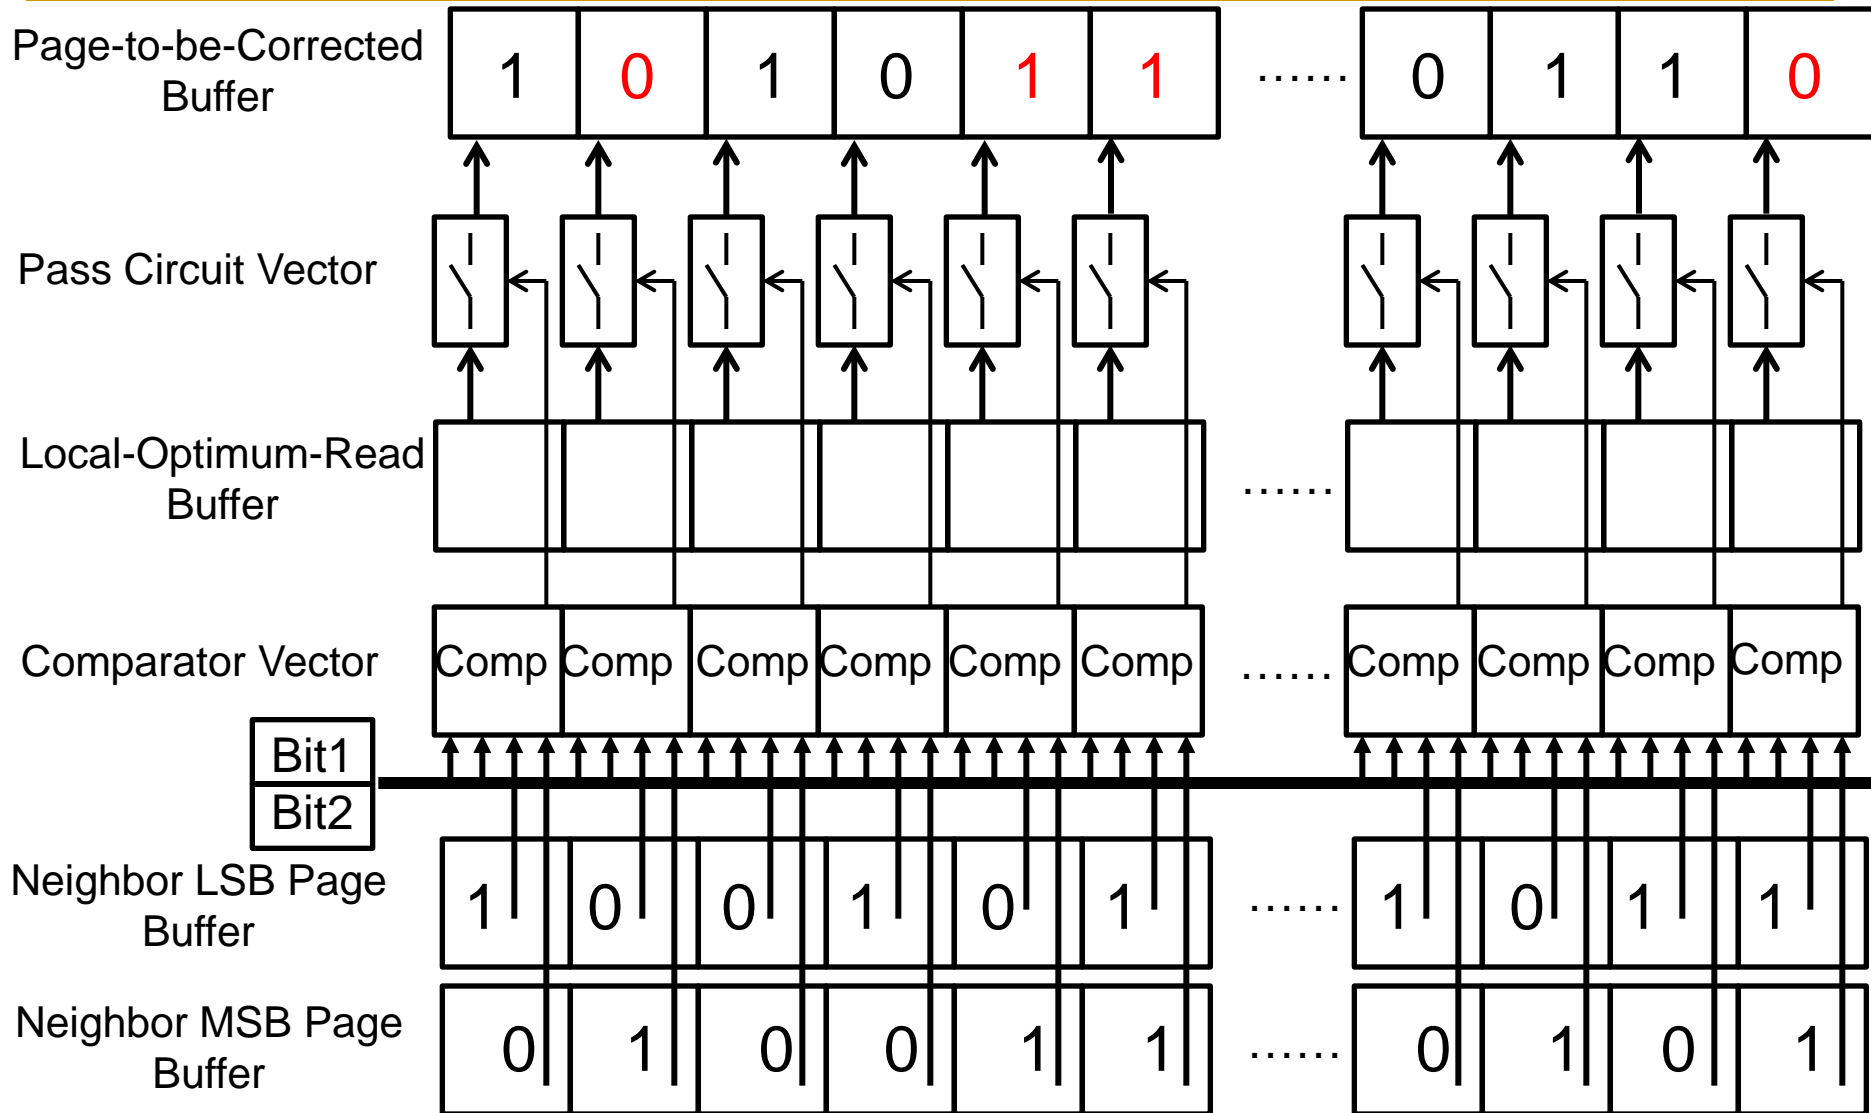 Page-to-be-Corrected
Buffer
1 0 1 0 1 1 ...... 0 1 1 0
Pass Circuit Vector
Local-Optimum-Read
Buffer
......
Comparator Vector
Comp Comp Comp Comp Comp Comp ...... Comp Comp Comp Comp
Bit1
Bit2
Neighbor LSB Page
Buffer
1 0 0 1 0 1 ...... 1 0 1 1
Neighbor MSB Page
Buffer
0 1 0 0 1 1 ...... 0 1 0 1